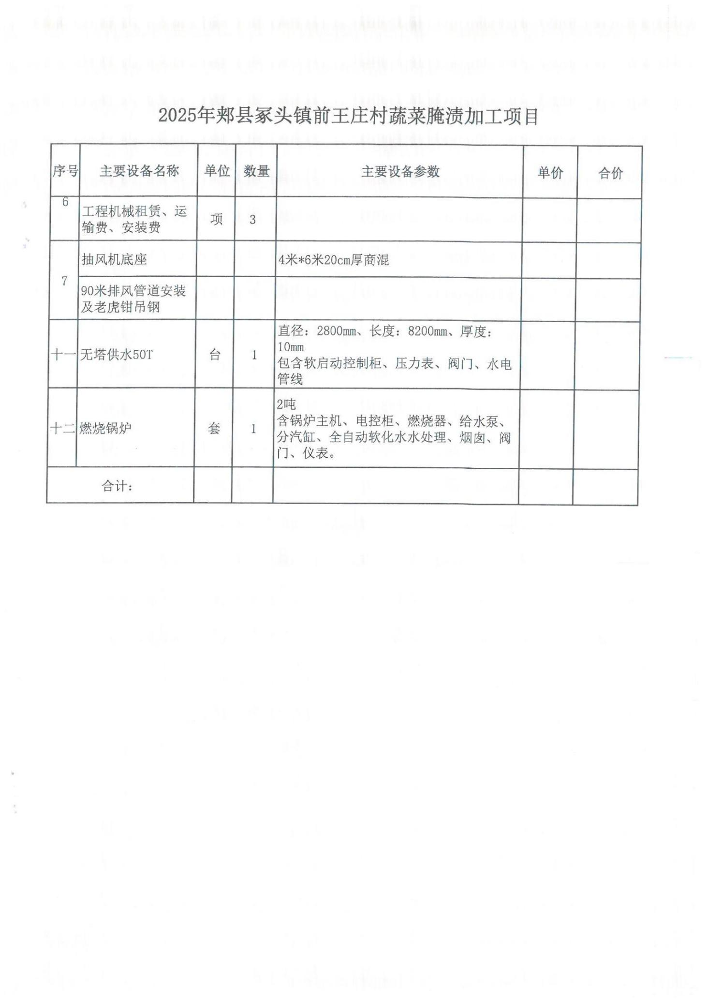 2025年郏县冢头镇前王庄村蔬菜腌渍加工项目
序号 主要设备名称 单位 数量 主要设备参数 单价 合价
6 工程机械租赁、运
输费、安装费 项 3
7 抽风机底座 4米*6米20cm厚商混
90米排风管道安装
及老虎钳吊钢
十一 无塔供水50T 台 1 直径：2800mm、长度：8200mm、厚度：
10mm
包含软启动控制柜、压力表、阀门、水电
管线
十二 燃烧锅炉 套 1 2吨
含锅炉主机、电控柜、燃烧器、给水泵、
分汽缸、全自动软化水水处理、烟囱、阀
门、仪表。
合计：